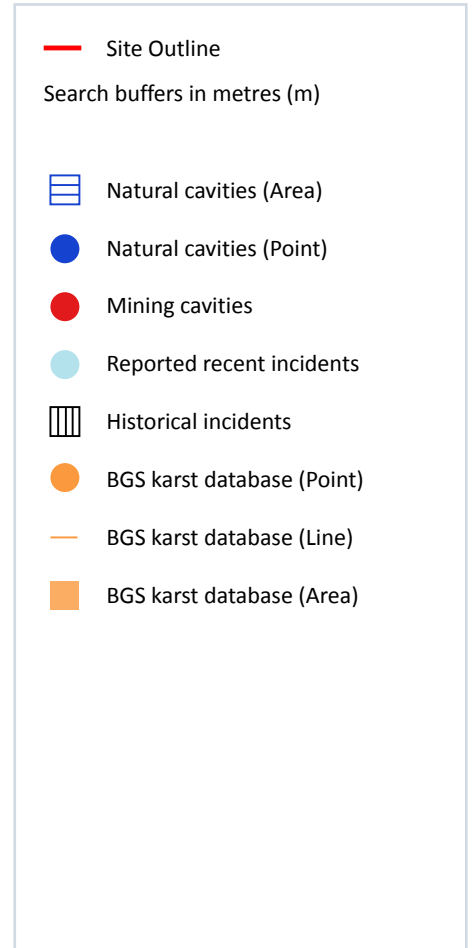 Site Outline
Search buffers in metres (m)
Natural cavities (Area)
Natural cavities (Point)
Mining cavities
Reported recent incidents
Historical incidents
BGS karst database (Point)
BGS karst database (Line)
BGS karst database (Area)